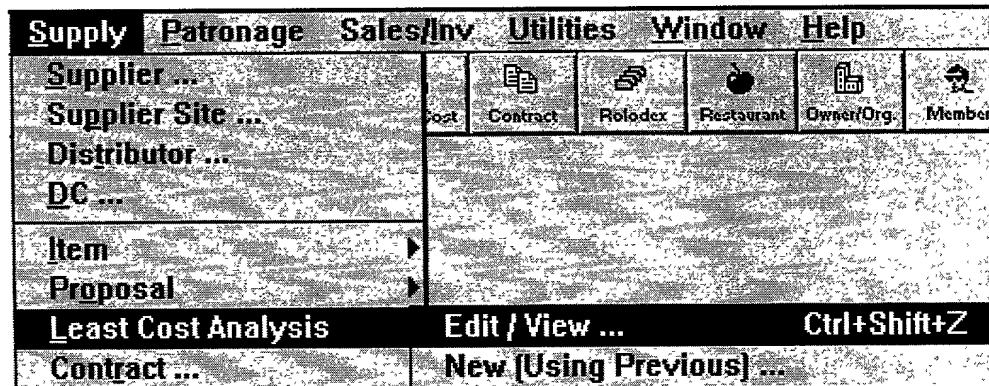 Supply Patronage Sales/Inv Utilities Window Help
Cost Contract Rolodex Restaurant Owner/Org. Member
Supplier ...
Supplier Site ...
Distributor ...
DC ...
Item
Proposal
Least Cost Analysis Edit / View ... Ctrl+Shift+Z
Contract ... New (Using Previous) ...